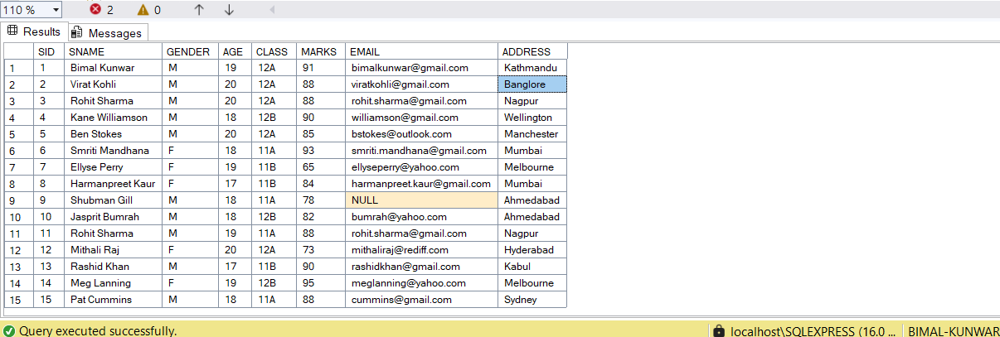 110 % 2 0
Results Messages
SID SNAME GENDER AGE CLASS MARKS EMAIL ADDRESS
1 1 Bimal Kunwar M 19 12A 91 bimalkunwar@gmail.com Kathmandu
2 2 Virat Kohli M 20 12A 88 viratkohli@gmail.com Banglore
3 3 Rohit Sharma M 20 12A 88 rohit.sharma@gmail.com Nagpur
4 4 Kane Williamson M 18 12B 90 williamson@gmail.com Wellington
5 5 Ben Stokes M 20 12A 85 bstokes@outlook.com Manchester
6 6 Smriti Mandhana F 18 11A 93 smriti.mandhana@gmail.com Mumbai
7 7 Ellyse Perry F 19 11B 65 ellyseperry@yahoo.com Melbourne
8 8 Harmanpreet Kaur F 17 11B 84 harmanpreet.kaur@gmail.com Mumbai
9 9 Shubman Gill M 18 11A 78 NULL Ahmedabad
10 10 Jasprit Bumrah M 18 12B 82 bumrah@yahoo.com Ahmedabad
11 11 Rohit Sharma M 19 11A 88 rohit.sharma@gmail.com Nagpur
12 12 Mithali Raj F 20 12A 73 mithaliraj@rediff.com Hyderabad
13 13 Rashid Khan M 17 11B 90 rashidkhan@gmail.com Kabul
14 14 Meg Lanning F 19 12B 95 meglanning@yahoo.com Melbourne
15 15 Pat Cummins M 18 11A 88 cummins@gmail.com Sydney
Query executed successfully. localhost\SQLEXPRESS (16.0 ... BIMAL-KUNWAR